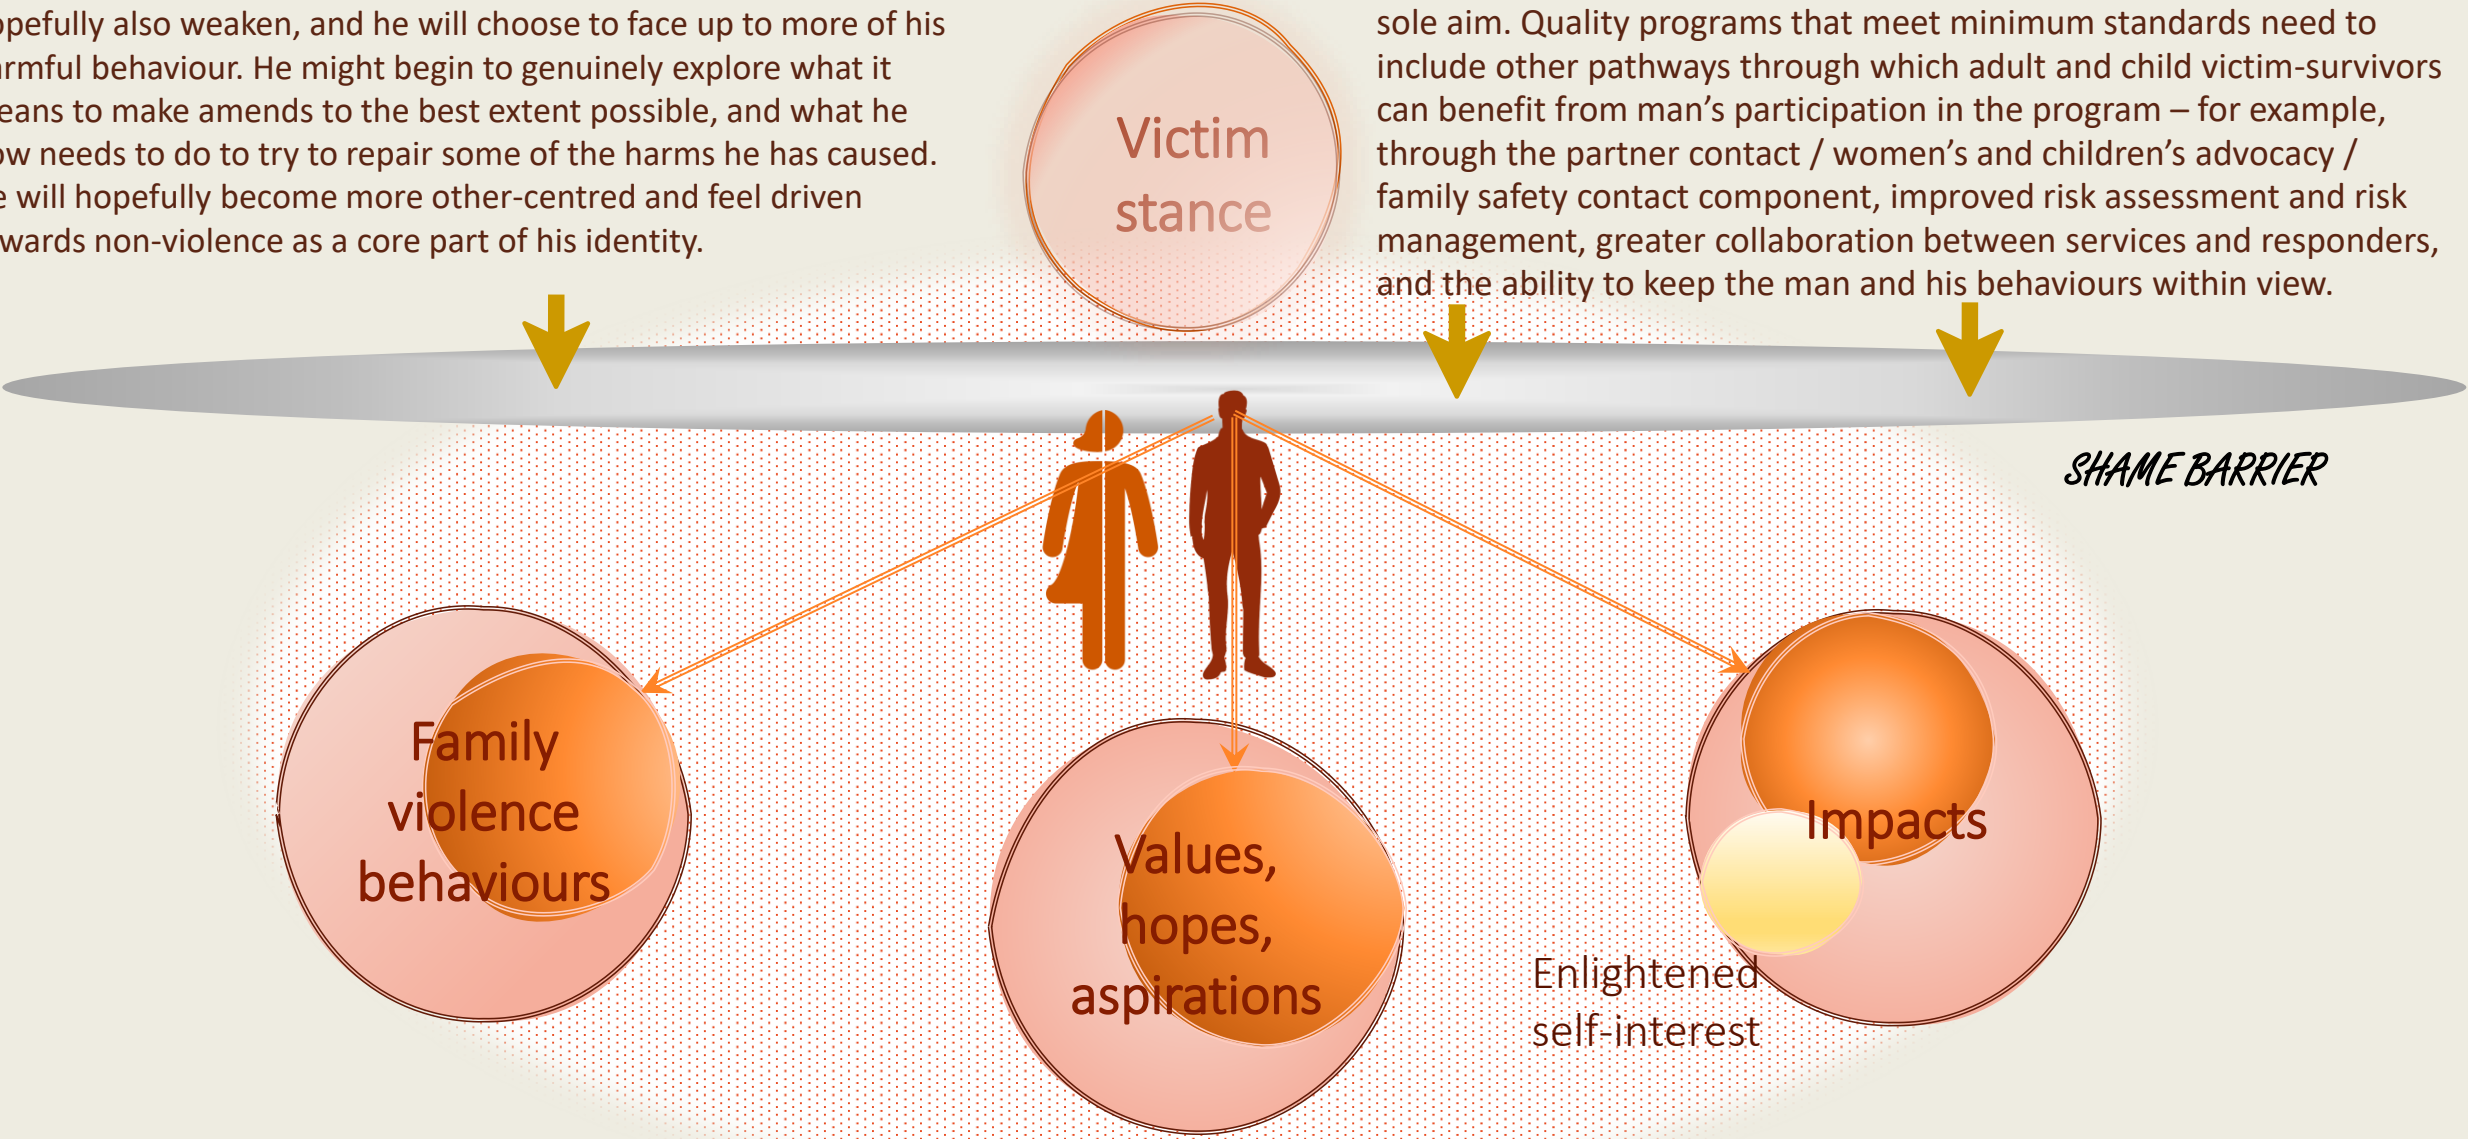 opefully also weaken, and he will choose to face up to more of his
armful behaviour. He might begin to genuinely explore what it
eans to make amends to the best extent possible, and what he
ow needs to do to try to repair some of the harms he has caused.
e will hopefully become more other-centred and feel driven
wards non-violence as a core part of his identity.
Victim
stance
sole aim. Quality programs that meet minimum standards need to
include other pathways through which adult and child victim-survivors
can benefit from man’s participation in the program – for example,
through the partner contact / women’s and children’s advocacy /
family safety contact component, improved risk assessment and risk
management, greater collaboration between services and responders,
and the ability to keep the man and his behaviours within view.
SHAME BARRIER
Family
violence
behaviours
Values,
hopes,
aspirations
Impacts
Enlightened
self-interest